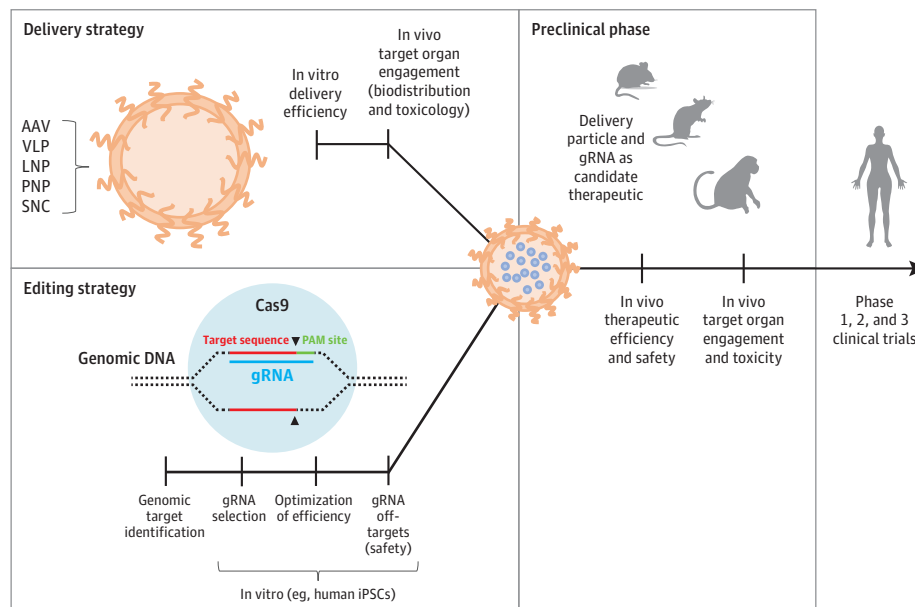 Delivery strategy
AAV
VLP
LNP
PNP
SNC
In vitro
delivery
efficiency
In vivo
target organ
engagement
(biodistribution
and toxicology)
Preclinical phase
Delivery
particle and
gRNA as
candidate
therapeutic
Editing strategy
Cas9
Target sequence
PAM site
Genomic DNA
gRNA
Genomic
target
identification
gRNA
selection
Optimization
of efficiency
gRNA
off-
targets
(safety)
In vitro (eg, human iPSCs)
In vivo
therapeutic
efficiency
and safety
In vivo
target organ
engagement
and toxicity
Phase
1, 2, and 3
clinical trials